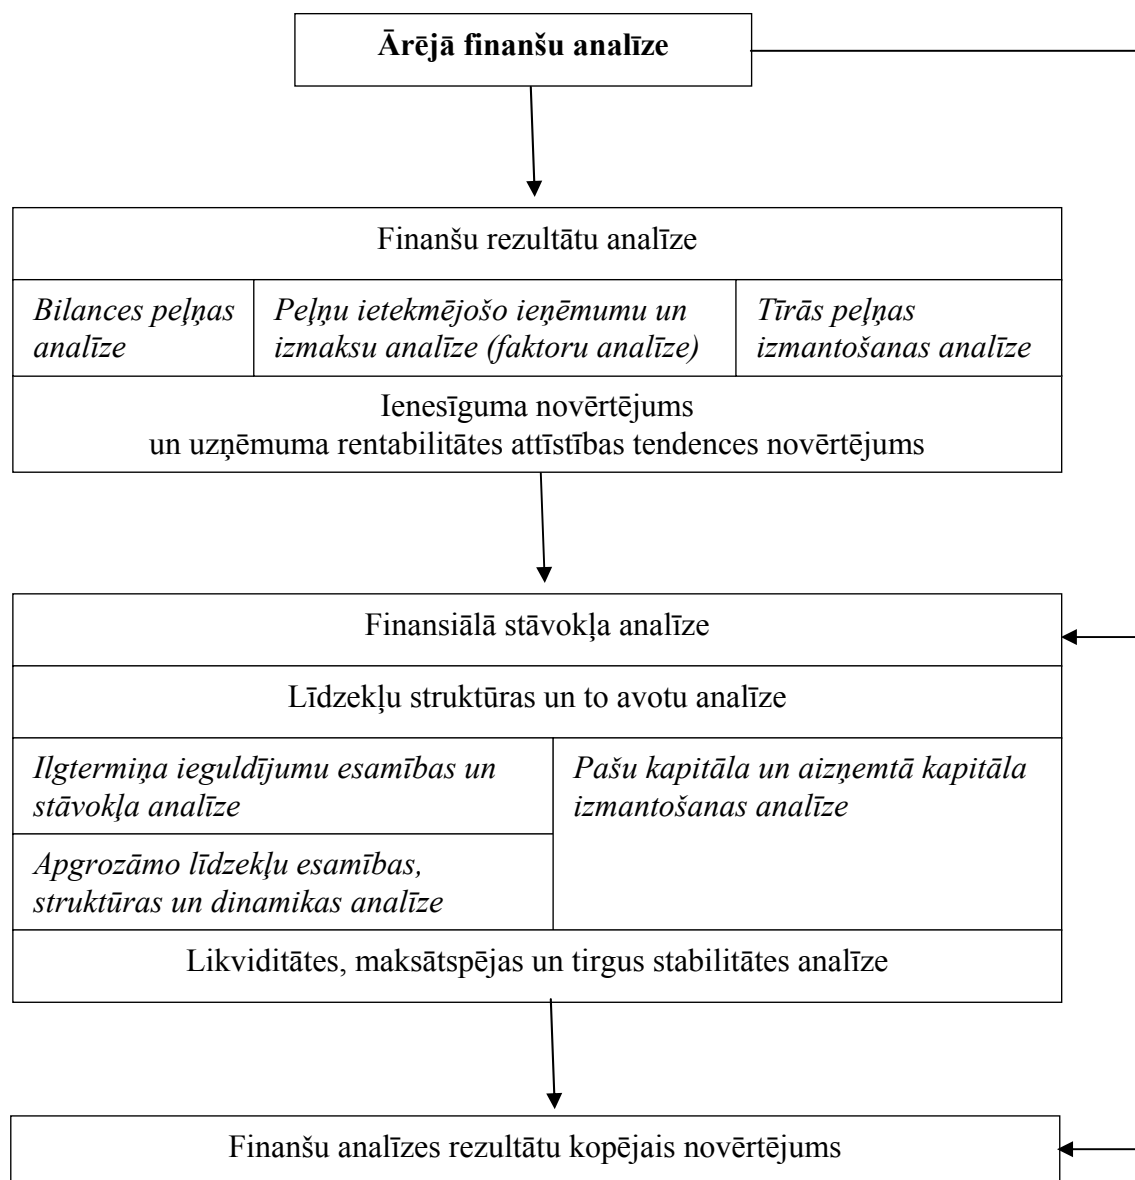 Ārējā finanšu analīze
Finanšu rezultātu analīze
Bilances peļņas
analīze
Peļņu ietekmējošo ieņēmumu un
izmaksu analīze (faktoru analīze)
Tīrās peļņas
izmantošanas analīze
Ienesīguma novērtējums
un uzņēmuma rentabilitātes attīstības tendences novērtējums
Finansiālā stāvokļa analīze
Līdzekļu struktūras un to avotu analīze
Ilgtermiņa ieguldījumu esamības un
stāvokļa analīze
Pašu kapitāla un aizņemtā kapitāla
izmantošanas analīze
Apgrozāmo līdzekļu esamības,
struktūras un dinamikas analīze
Likviditātes, maksātspējas un tirgus stabilitātes analīze
Finanšu analīzes rezultātu kopējais novērtējums